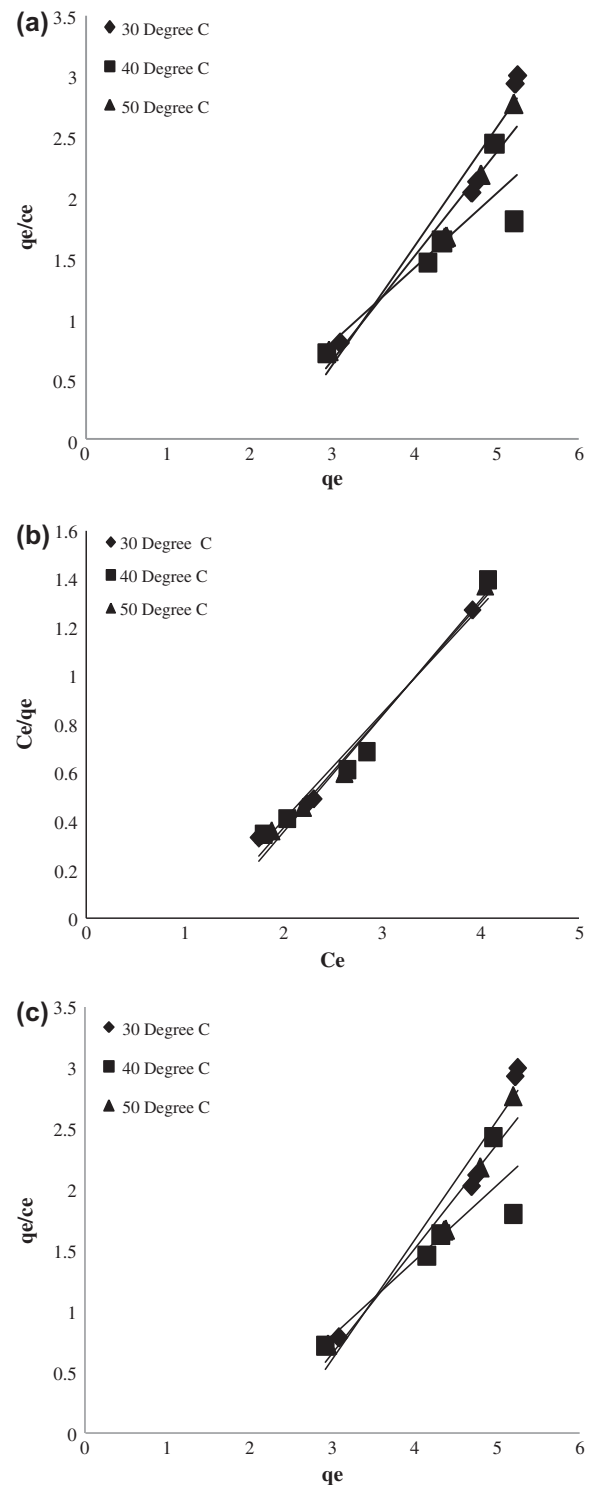 (a)
3.5
3
2.5
2
1.5
1
0.5
0
qe/ce
30 Degree C
40 Degree C
50 Degree C
0 1 2 3 4 5 6
qe
(b)
1.6
1.4
1.2
1
0.8
0.6
0.4
0.2
0
Ce/qe
30 Degree C
40 Degree C
50 Degree C
0 1 2 3 4 5
Ce
(c)
3.5
3
2.5
2
1.5
1
0.5
0
qe/ce
30 Degree C
40 Degree C
50 Degree C
0 1 2 3 4 5 6
qe